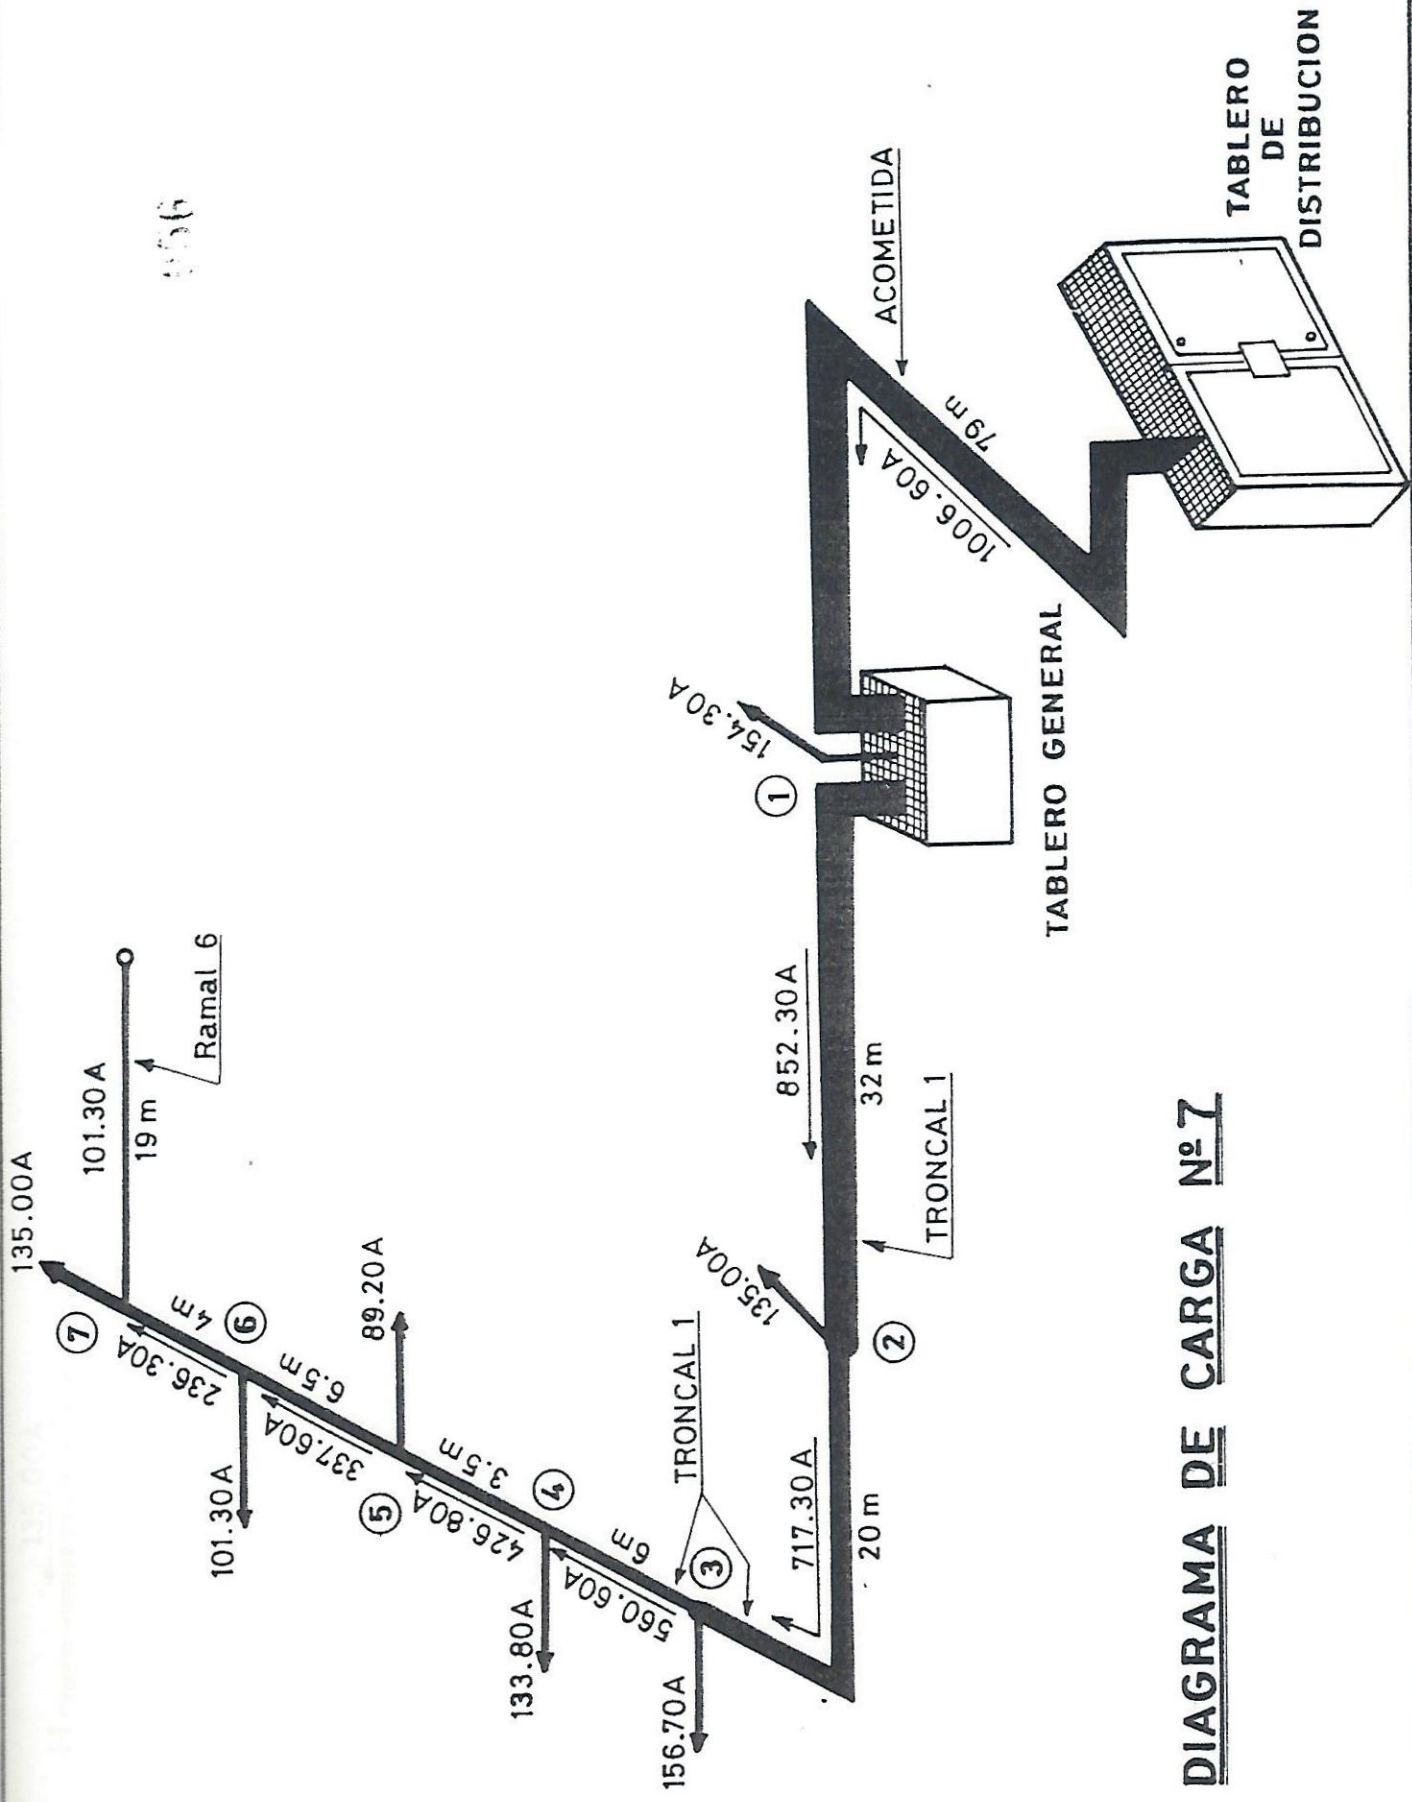 135.00A
101.30A
19 m
Ramal 6
7
236.30A
4m
6
101.30A
337.60A
6.5m
89.20A
5
426.80A
3.5m
4
133.80A
560.60A
6m
3
156.70A
TRONCAL 1
717.30A
20 m
135.00A
2
852.30A
32 m
TRONCAL 1
1
154.30A
TABLERO GENERAL
1006.60A
79 m
ACOMETIDA
TABLERO
DE
DISTRIBUCION
DIAGRAMA DE CARGA Nº 7